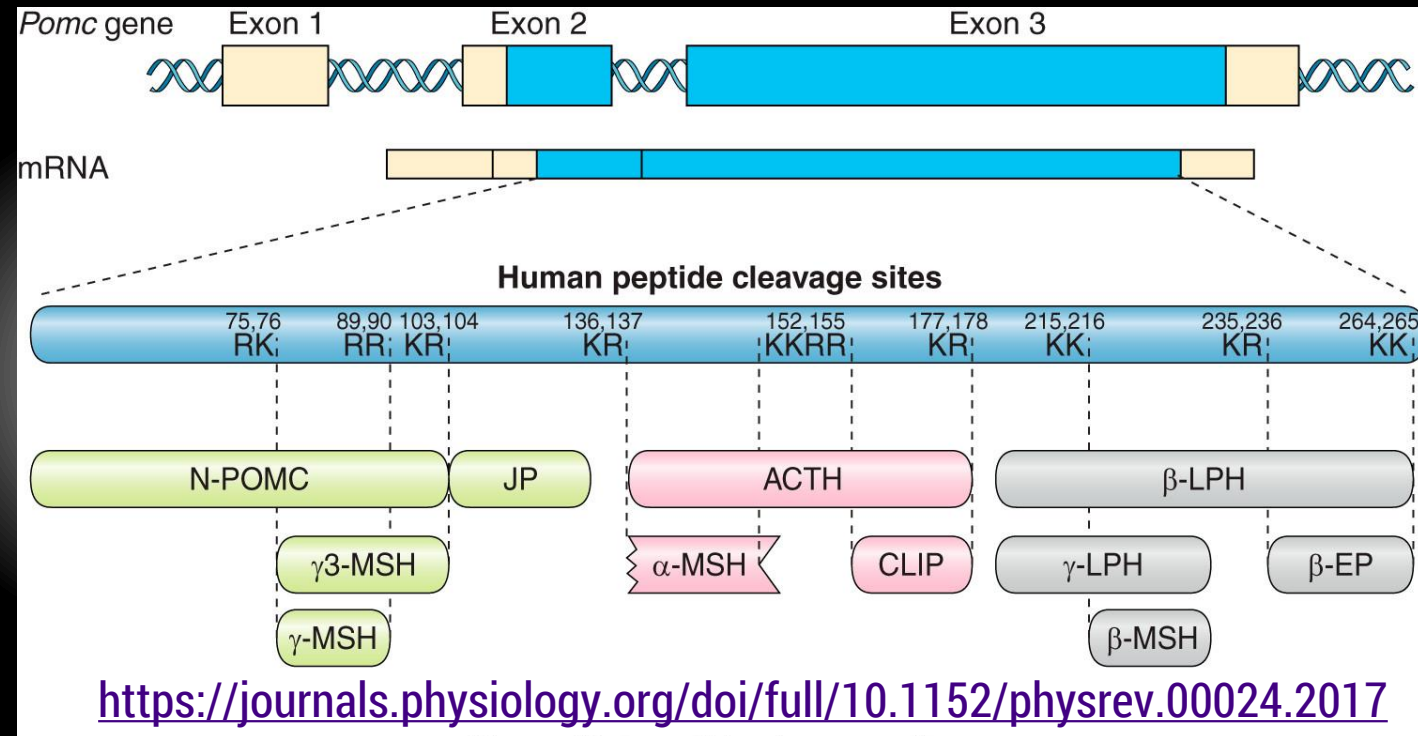 Pomc gene Exon 1 Exon 2 Exon 3
mRNA
Human peptide cleavage sites
75,76 89,90 103,104 136,137 152,155 177,178 215,216 235,236 264,265
RK RR KR KR KKRR KR KK KR KK
N-POMC JP ACTH β-LPH
γ3-MSH α-MSH CLIP γ-LPH β-EP
γ-MSH β-MSH
https://journals.physiology.org/doi/full/10.1152/physrev.00024.2017